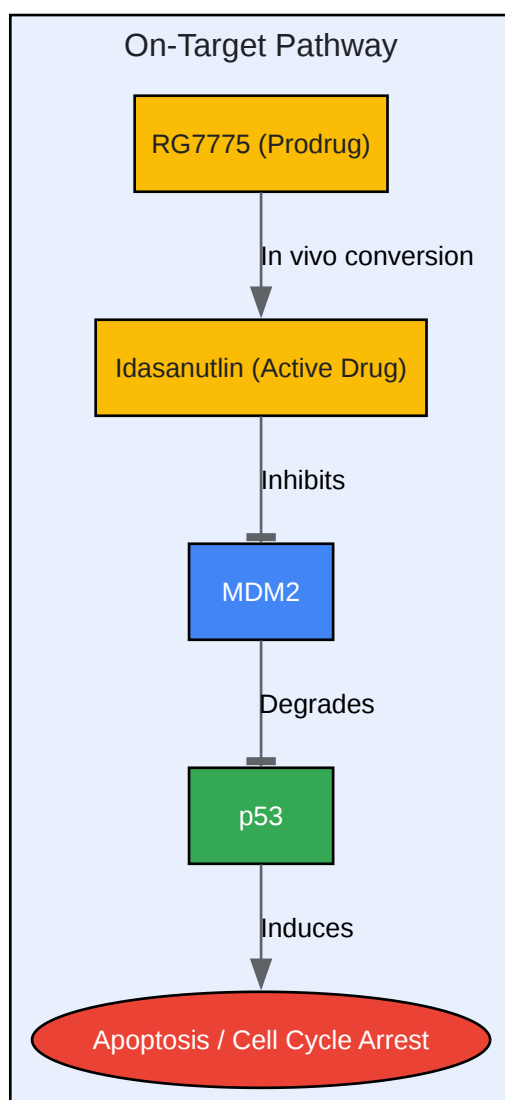 On-Target Pathway
RG7775 (Prodrug)
In vivo conversion
Idasanutlin (Active Drug)
Inhibits
MDM2
Degrades
p53
Induces
Apoptosis / Cell Cycle Arrest